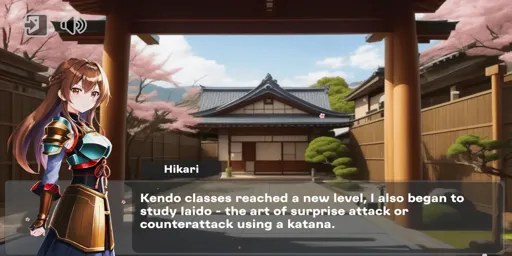 Hikari
Kendo classes reached a new level, I also began to
study Iaido - the art of surprise attack or
counterattack using a katana.